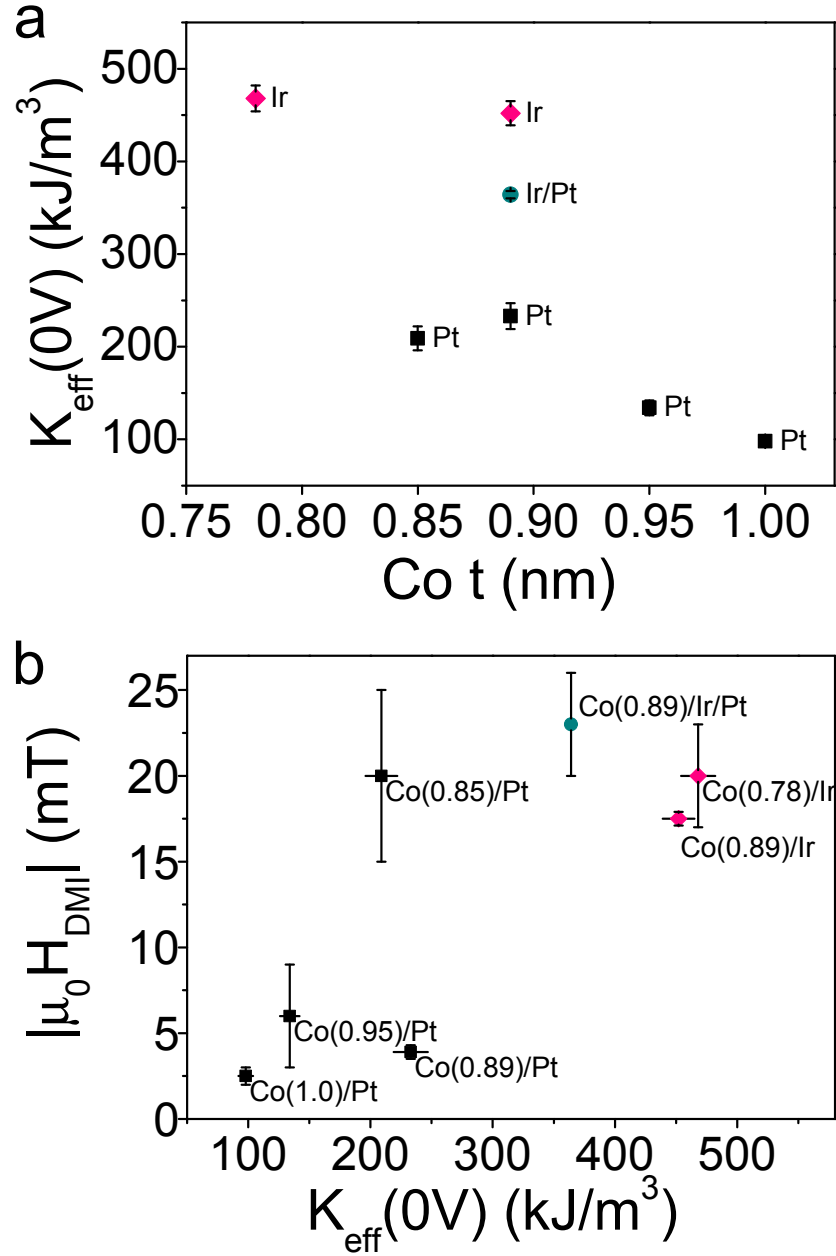 a
K_eff(0V) (kJ/m³)
500
400
300
200
100
Ir
Ir
Ir/Pt
Pt
Pt
Pt
Pt
0.75 0.80 0.85 0.90 0.95 1.00
Co t (nm)
b
|μ₀H_DMI| (mT)
25
20
15
10
5
0
Co(0.89)/Ir/Pt
Co(0.85)/Pt
Co(0.78)/Ir
Co(0.89)/Ir
Co(0.95)/Pt
Co(0.89)/Pt
Co(1.0)/Pt
100 200 300 400 500
K_eff(0V) (kJ/m³)